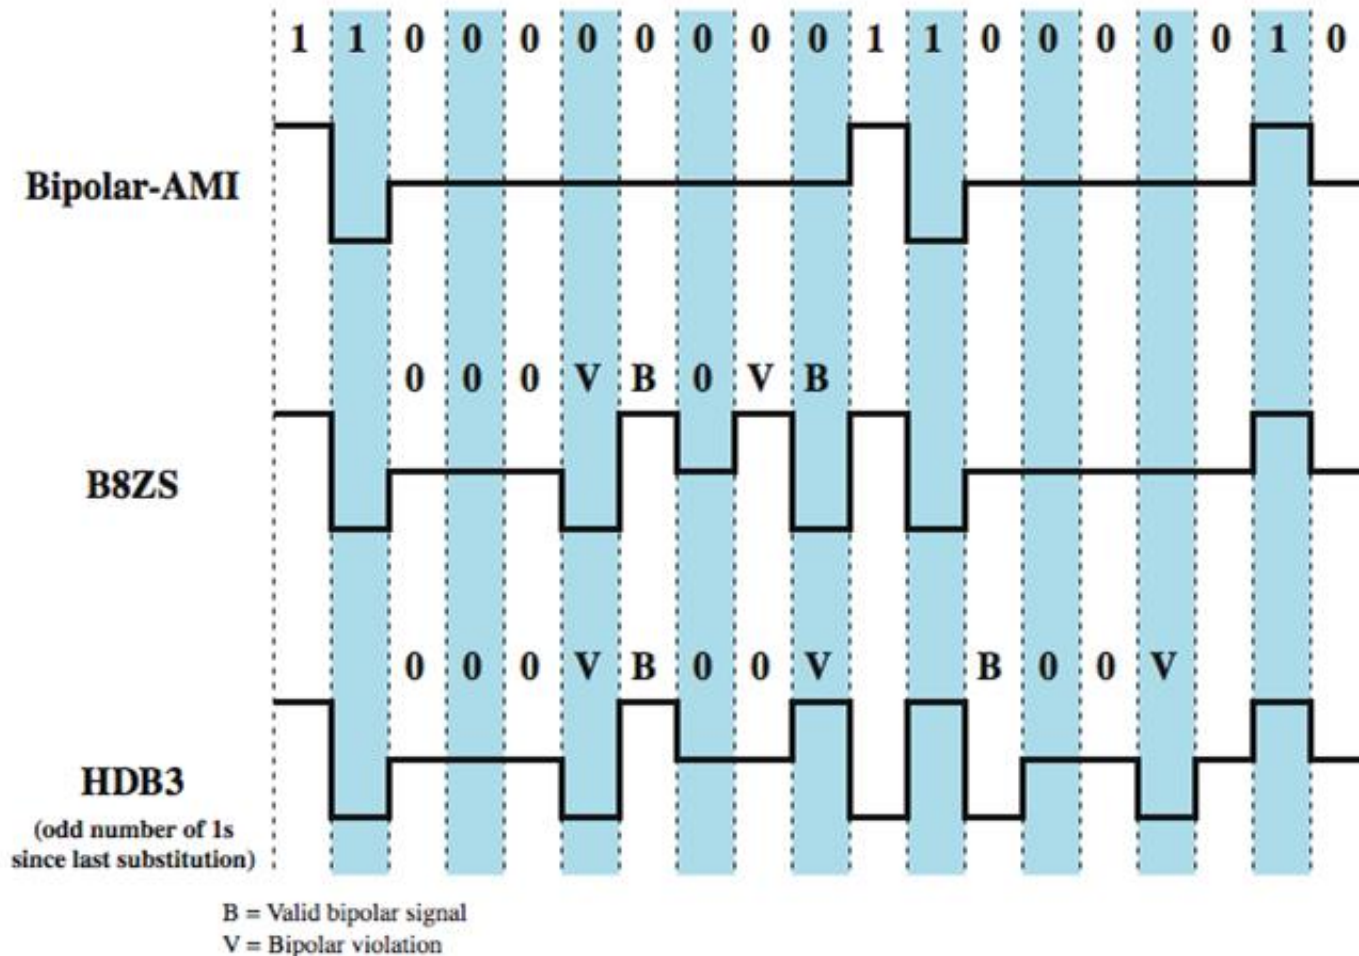 1 1 0 0 0 0 0 0 0 0 1 1 0 0 0 0 0 1 0
Bipolar-AMI
0 0 0 V B 0 V B
B8ZS
0 0 0 V B 0 0 V B 0 0 V
HDB3
(odd number of 1s
since last substitution)
B = Valid bipolar signal
V = Bipolar violation